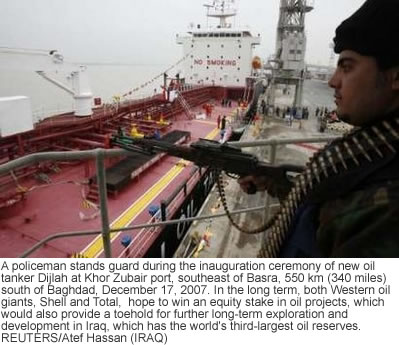 NO SMOKING
A policeman stands guard during the inauguration ceremony of new oil
tanker Dijlah at Khor Zubair port, southeast of Basra, 550 km (340 miles)
south of Baghdad, December 17, 2007. In the long term, both Western oil
giants, Shell and Total,  hope to win an equity stake in oil projects, which
would also provide a toehold for further long-term exploration and
development in Iraq, which has the world's third-largest oil reserves.
REUTERS/Atef Hassan (IRAQ)